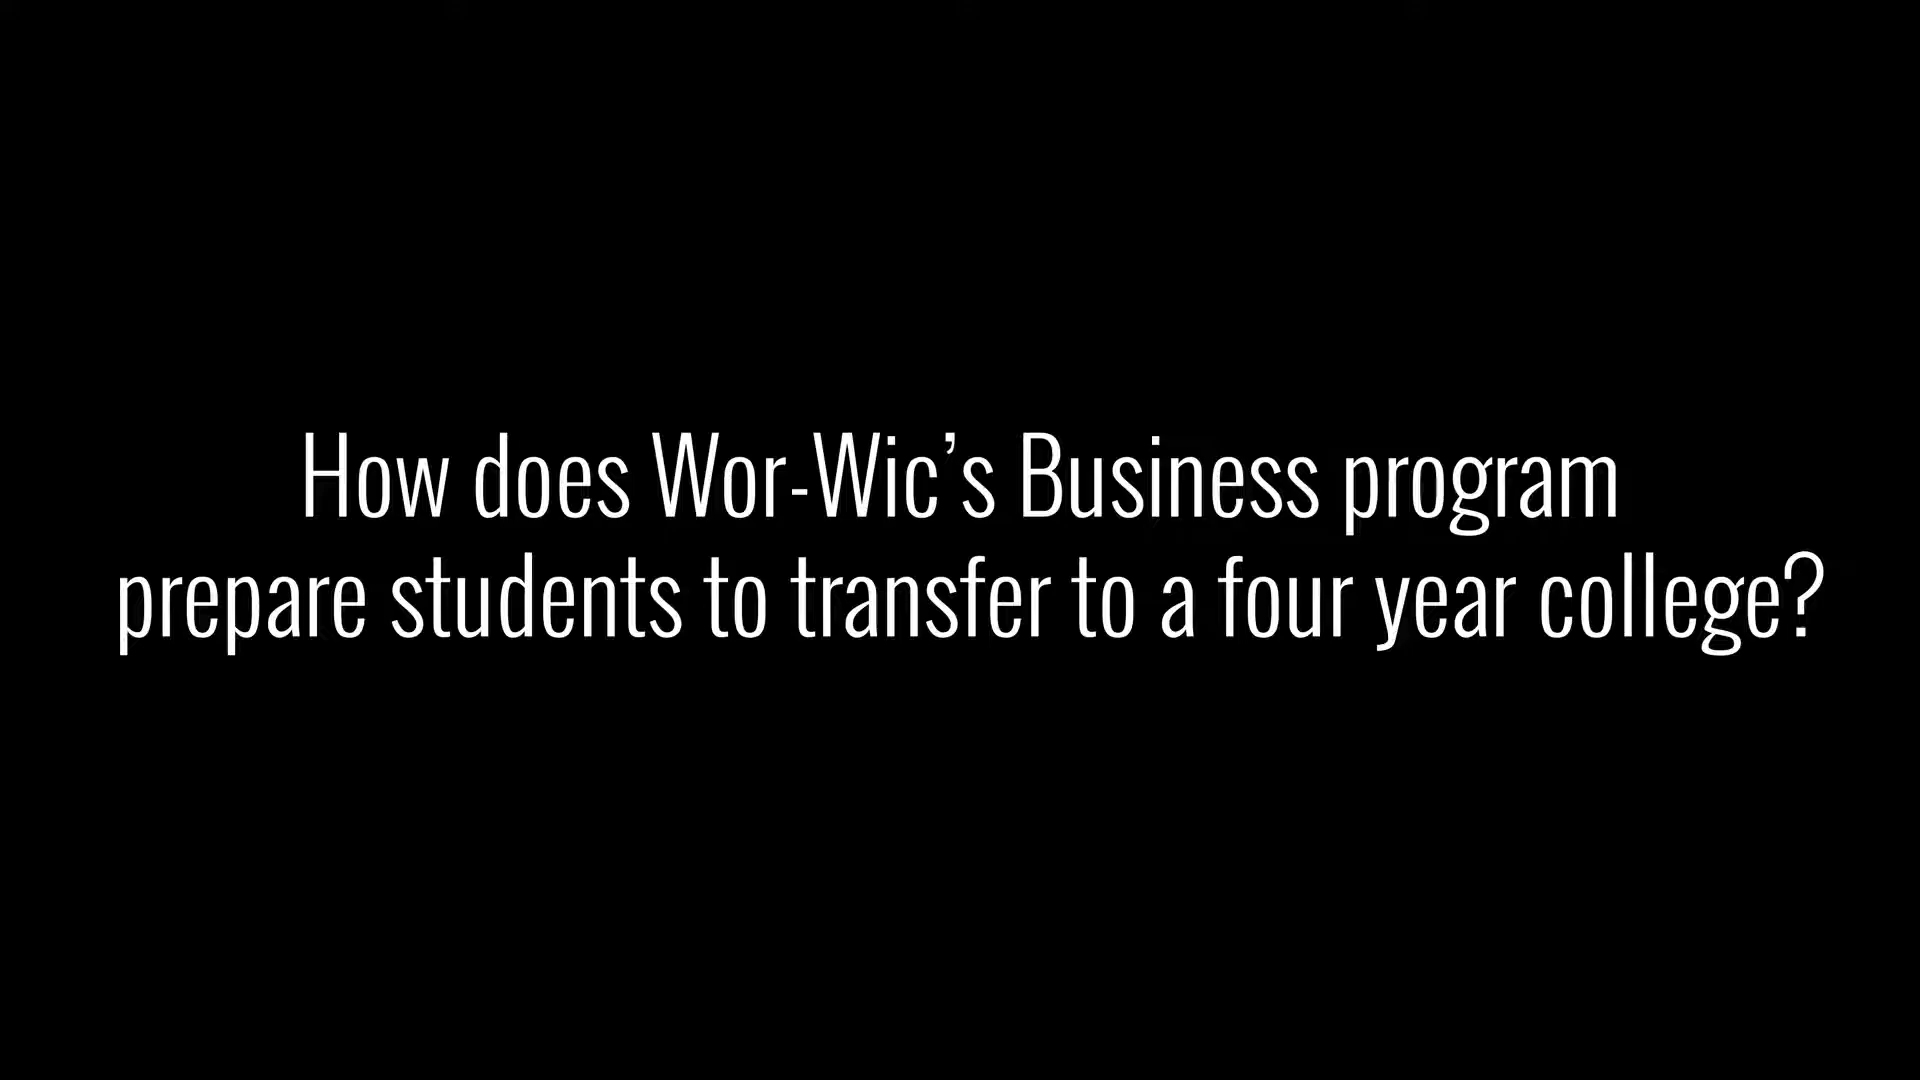 How does Wor-Wic’s Business program
prepare students to transfer to a four year college?